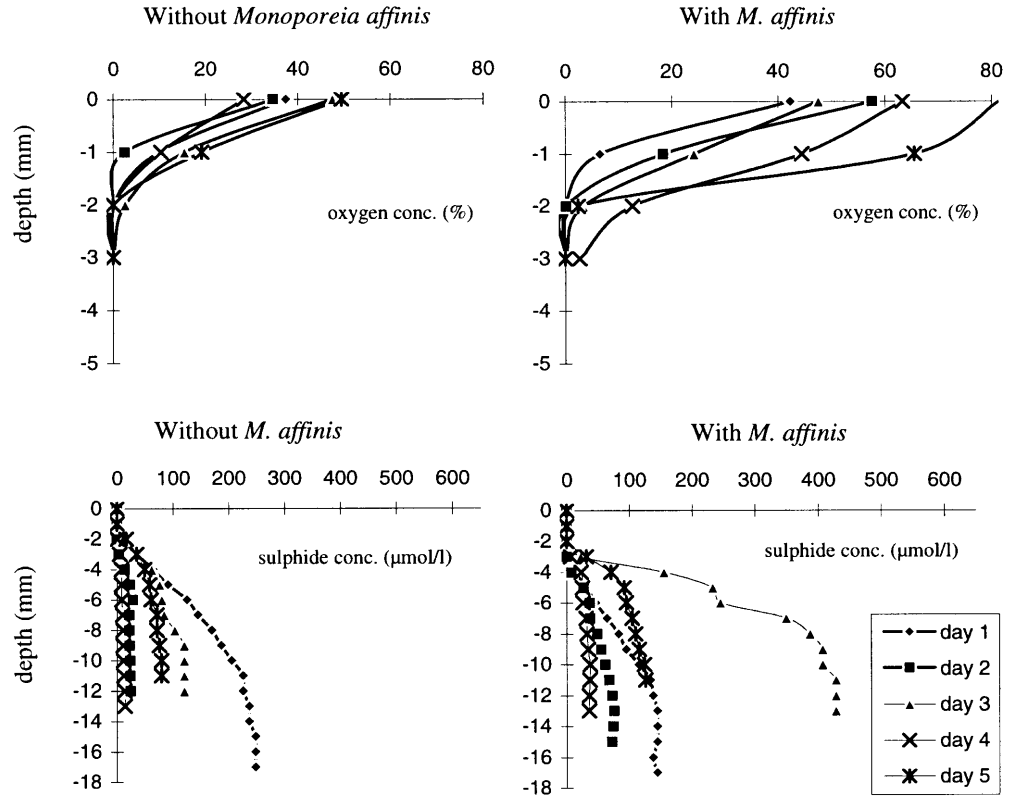 Without Monoporeia affinis
With M. affinis
0 20 40 60 80
0 20 40 60 80
0
-1
-2
-3
-4
-5
depth (mm)
oxygen conc. (%)
0
-1
-2
-3
-4
-5
oxygen conc. (%)
Without M. affinis
With M. affinis
0 100 200 300 400 500 600
0 100 200 300 400 500 600
0
-2
-4
-6
-8
-10
-12
-14
-16
-18
depth (mm)
sulphide conc. (µmol/l)
0
-2
-4
-6
-8
-10
-12
-14
-16
-18
sulphide conc. (µmol/l)
day 1
day 2
day 3
day 4
day 5